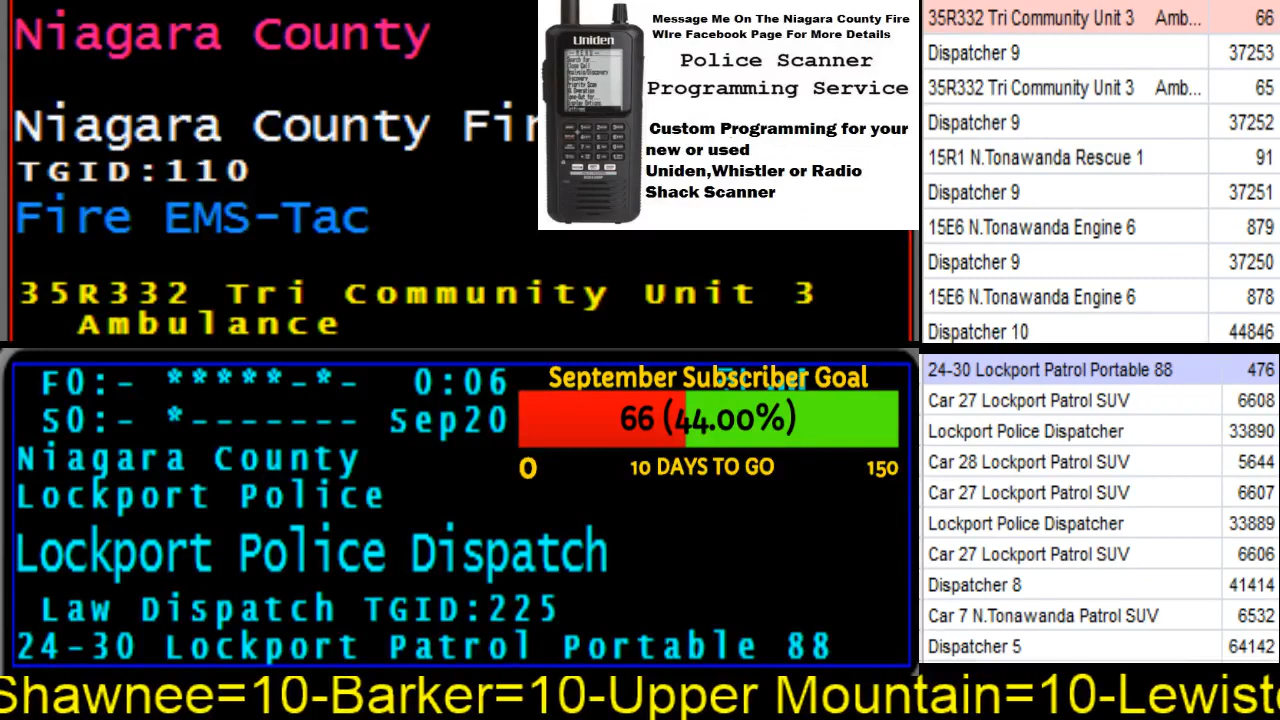 Niagara County
Niagara County Fir
TGID:110
Fire EMS-Tac
35R332 Tri Community Unit 3
Ambulance
Uniden
Message Me On The Niagara County Fire
WIre Facebook Page For More Details
Police Scanner
Programming Service
Custom Programming for your
new or used
Uniden,Whistler or Radio
Shack Scanner
35R332 Tri Community Unit 3 Amb... 66
Dispatcher 9 37253
35R332 Tri Community Unit 3 Amb... 65
Dispatcher 9 37252
15R1 N.Tonawanda Rescue 1 91
Dispatcher 9 37251
15E6 N.Tonawanda Engine 6 879
Dispatcher 9 37250
15E6 N.Tonawanda Engine 6 878
Dispatcher 10 44846
F0:- *****-*- 0:06
S0:- *------- Sep20
Niagara County
Lockport Police
Lockport Police Dispatch
Law Dispatch TGID:225
24-30 Lockport Patrol Portable 88
September Subscriber Goal
66 (44.00%)
0 10 DAYS TO GO 150
24-30 Lockport Patrol Portable 88 476
Car 27 Lockport Patrol SUV 6608
Lockport Police Dispatcher 33890
Car 28 Lockport Patrol SUV 5644
Car 27 Lockport Patrol SUV 6607
Lockport Police Dispatcher 33889
Car 27 Lockport Patrol SUV 6606
Dispatcher 8 41414
Car 7 N.Tonawanda Patrol SUV 6532
Dispatcher 5 64142
Shawnee=10-Barker=10-Upper Mountain=10-Lewist